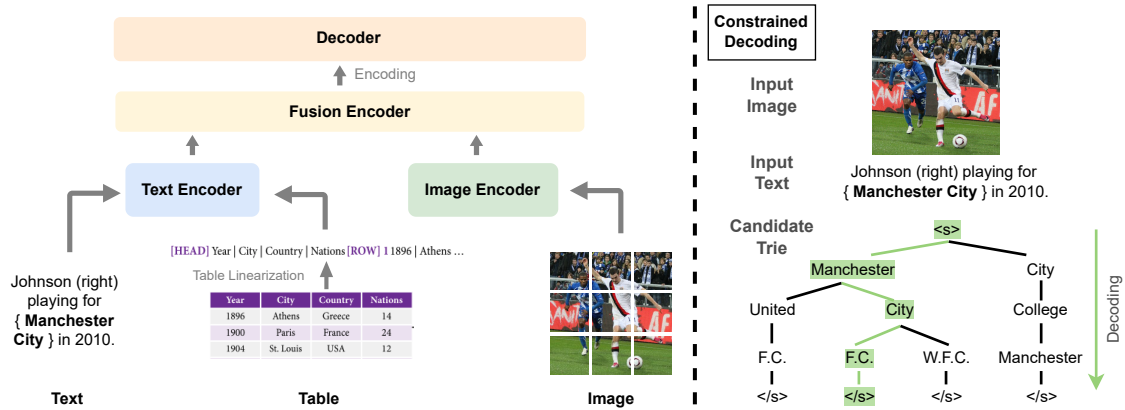 Decoder
Encoding
Fusion Encoder
Text Encoder
Image Encoder
[HEAD] Year | City | Country | Nations [ROW] 1 1896 | Athens ...
Table Linearization
Johnson (right)
playing for
{ Manchester
City } in 2010.
Year City Country Nations
1896 Athens Greece 14
1900 Paris France 24
1904 St. Louis USA 12
.
Text
Table
Image
Constrained
Decoding
Input
Image
AF
Input
Text
Johnson (right) playing for
{ Manchester City } in 2010.
Candidate
Trie
<s>
Manchester City
United City College
F.C. F.C. W.F.C. Manchester
</s> </s> </s> </s>
Decoding